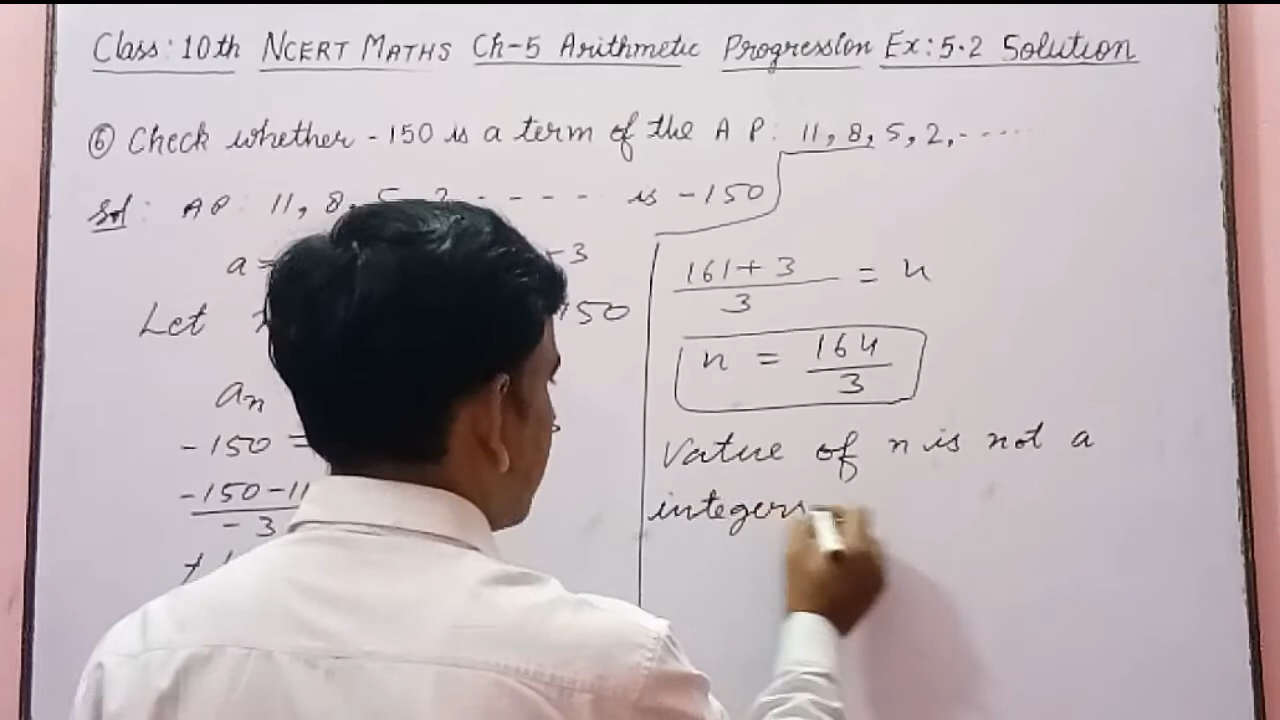 Class: 10th NCERT MATHS Ch-5 Arithmetic Progression Ex: 5.2 Solution
⑥ Check whether -150 is a term of the A P: 11, 8, 5, 2, -----
Sol: AP: 11, 8, 5, 2 - - - - is -150
a = 3
Let 150
an
-150 =
-150-11
-3
161 + 3 = n
3
n = 164
3
Value of n is not a
integers